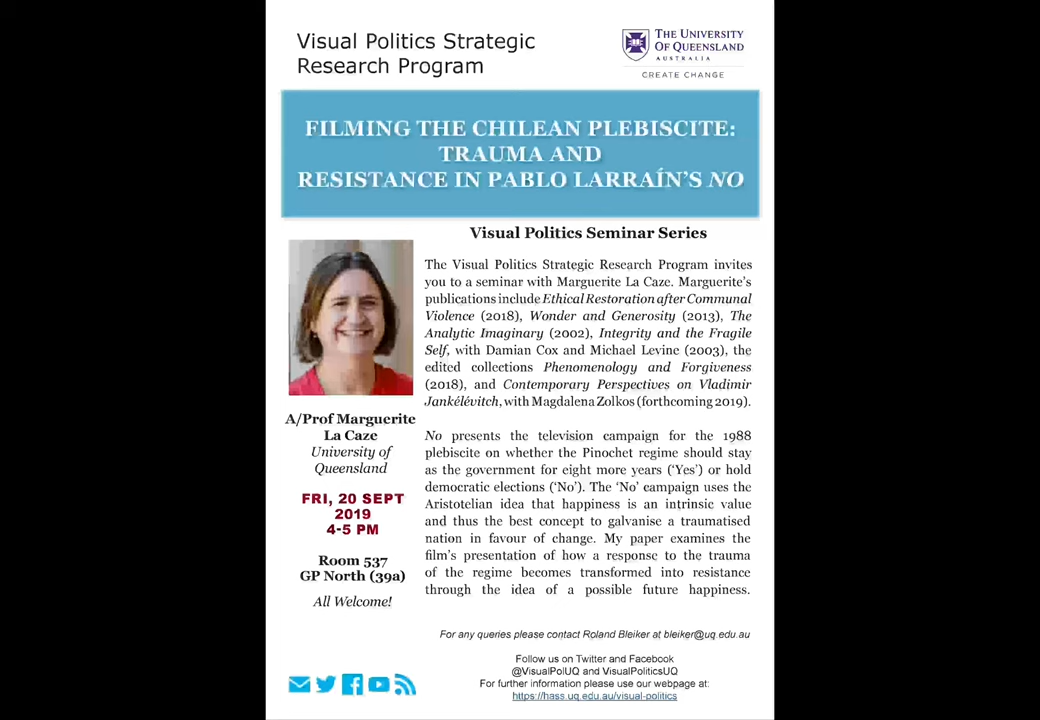 Visual Politics Strategic
Research Program
THE UNIVERSITY
OF QUEENSLAND
AUSTRALIA
CREATE CHANGE
FILMING THE CHILEAN PLEBISCITE:
TRAUMA AND
RESISTANCE IN PABLO LARRAÍN’S NO
Visual Politics Seminar Series
The Visual Politics Strategic Research Program invites
you to a seminar with Marguerite La Caze. Marguerite’s
publications include Ethical Restoration after Communal
Violence (2018), Wonder and Generosity (2013), The
Analytic Imaginary (2002), Integrity and the Fragile
Self, with Damian Cox and Michael Levine (2003), the
edited collections Phenomenology and Forgiveness
(2018), and Contemporary Perspectives on Vladimir
Jankélévitch, with Magdalena Zolkos (forthcoming 2019).
A/Prof Marguerite
La Caze
University of
Queensland
FRI, 20 SEPT
2019
4-5 PM
Room 537
GP North (39a)
All Welcome!
No presents the television campaign for the 1988
plebiscite on whether the Pinochet regime should stay
as the government for eight more years (‘Yes’) or hold
democratic elections (‘No’). The ‘No’ campaign uses the
Aristotelian idea that happiness is an intrinsic value
and thus the best concept to galvanise a traumatised
nation in favour of change. My paper examines the
film’s presentation of how a response to the trauma
of the regime becomes transformed into resistance
through the idea of a possible future happiness.
For any queries please contact Roland Bleiker at bleiker@uq.edu.au
Follow us on Twitter and Facebook
@VisualPolUQ and VisualPoliticsUQ
For further information please use our webpage at:
https://hass.uq.edu.au/visual-politics